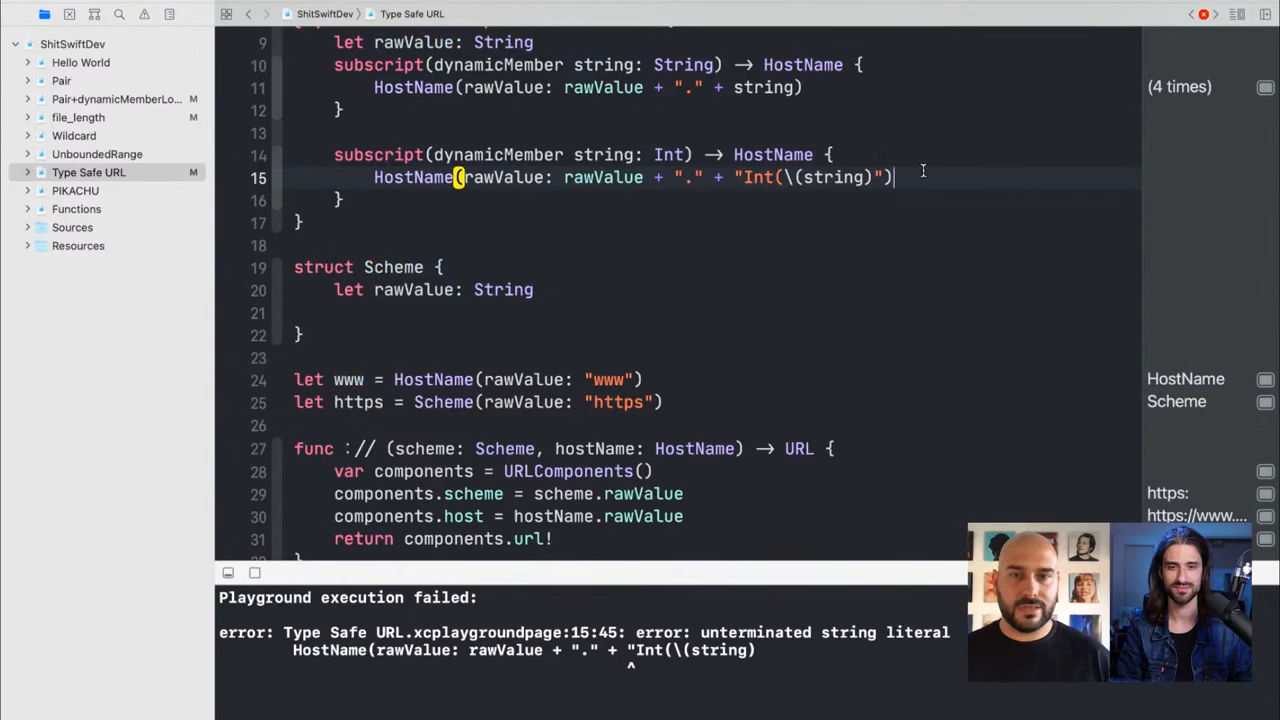 ShitSwiftDev
Type Safe URL
ShitSwiftDev
Hello World
Pair
Pair+dynamicMemberLo... M
file_length M
Wildcard
UnboundedRange
Type Safe URL M
PIKACHU
Functions
Sources
Resources
9 let rawValue: String
10 subscript(dynamicMember string: String) -> HostName {
11 HostName(rawValue: rawValue + "." + string) (4 times)
12 }
13
14 subscript(dynamicMember string: Int) -> HostName {
15 HostName(rawValue: rawValue + "." + "Int(\(string)")
16 }
17 }
18
19 struct Scheme {
20 let rawValue: String
21
22 }
23
24 let www = HostName(rawValue: "www") HostName
25 let https = Scheme(rawValue: "https") Scheme
26
27 func :// (scheme: Scheme, hostName: HostName) -> URL {
28 var components = URLComponents()
29 components.scheme = scheme.rawValue https:
30 components.host = hostName.rawValue https://www....
31 return components.url!
Playground execution failed:
error: Type Safe URL.xcplaygroundpage:15:45: error: unterminated string literal
HostName(rawValue: rawValue + "." + "Int(\(string)
^